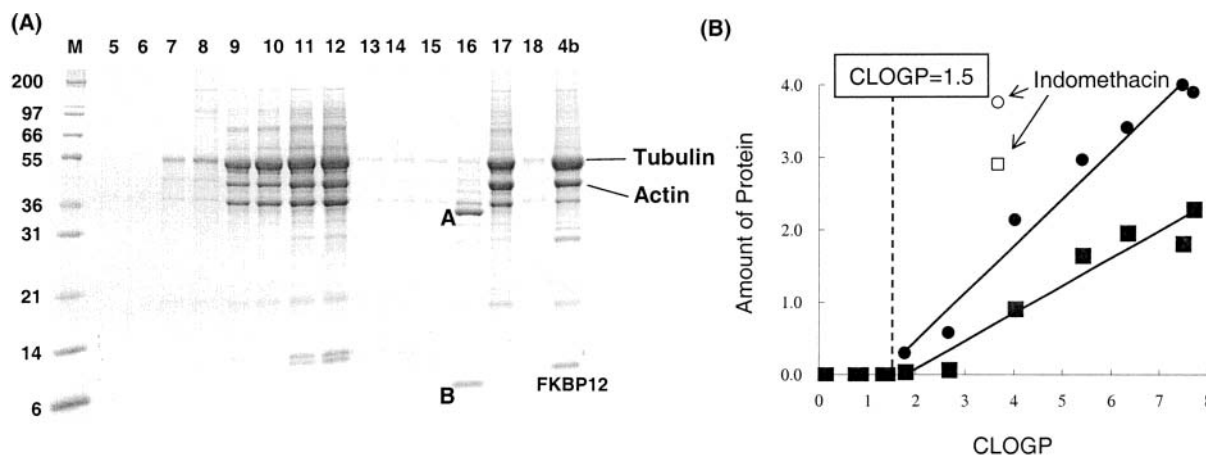 (A)
M 5 6 7 8 9 10 11 12 13 14 15 16 17 18 4b
200
97
66
55
36
31
21
14
6
Tubulin
Actin
A
B
FKBP12
(B)
CLOGP=1.5
Indomethacin
4.0
3.0
2.0
1.0
0.0
Amount of Protein
0 1 2 3 4 5 6 7 8
CLOGP